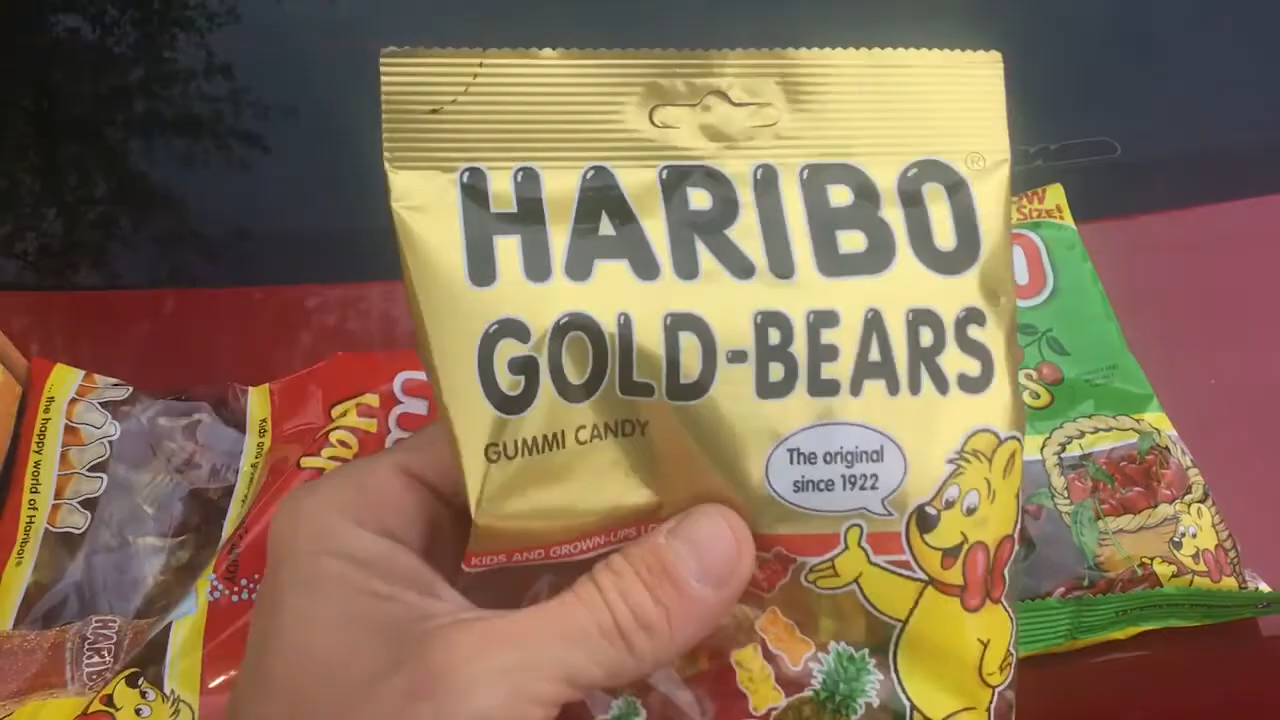 HARIBO
®
GOLD-BEARS
GUMMI CANDY
The original
since 1922
KIDS AND GROWN-UPS
...the happy world of Haribo!®
HARIBO
SIZE!